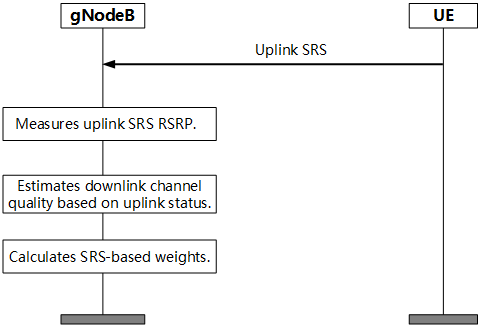 gNodeB
UE
Uplink SRS
Measures uplink SRS RSRP.
Estimates downlink channel
quality based on uplink status.
Calculates SRS-based weights.